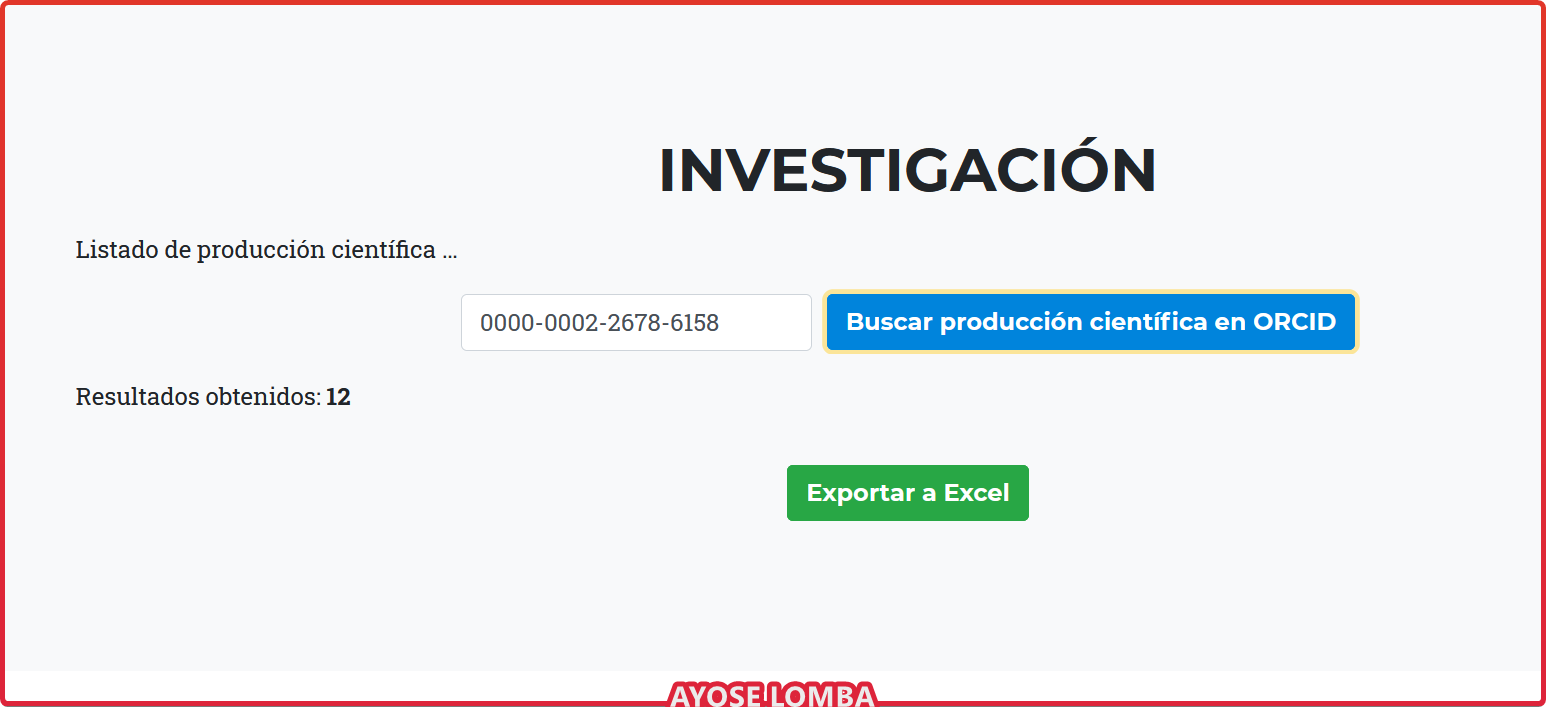 INVESTIGACIÓN
Listado de producción científica ...
0000-0002-2678-6158 Buscar producción científica en ORCID
Resultados obtenidos: 12
Exportar a Excel
AYOSE LOMBA